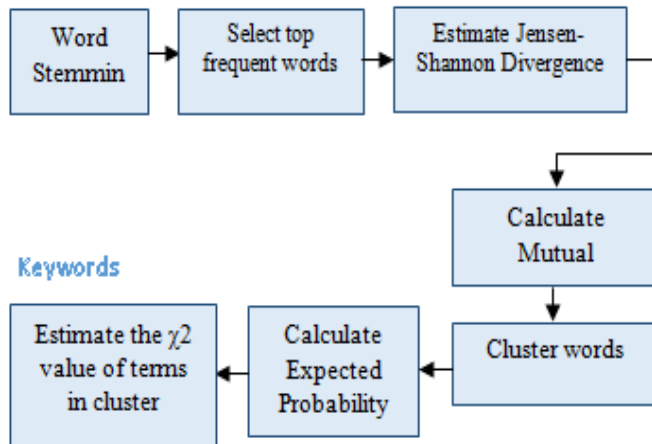 Word
Stemmin
Select top
frequent words
Estimate Jensen-
Shannon Divergence
Calculate
Mutual
Cluster words
Calculate
Expected
Probability
Keywords
Estimate the χ2
value of terms
in cluster